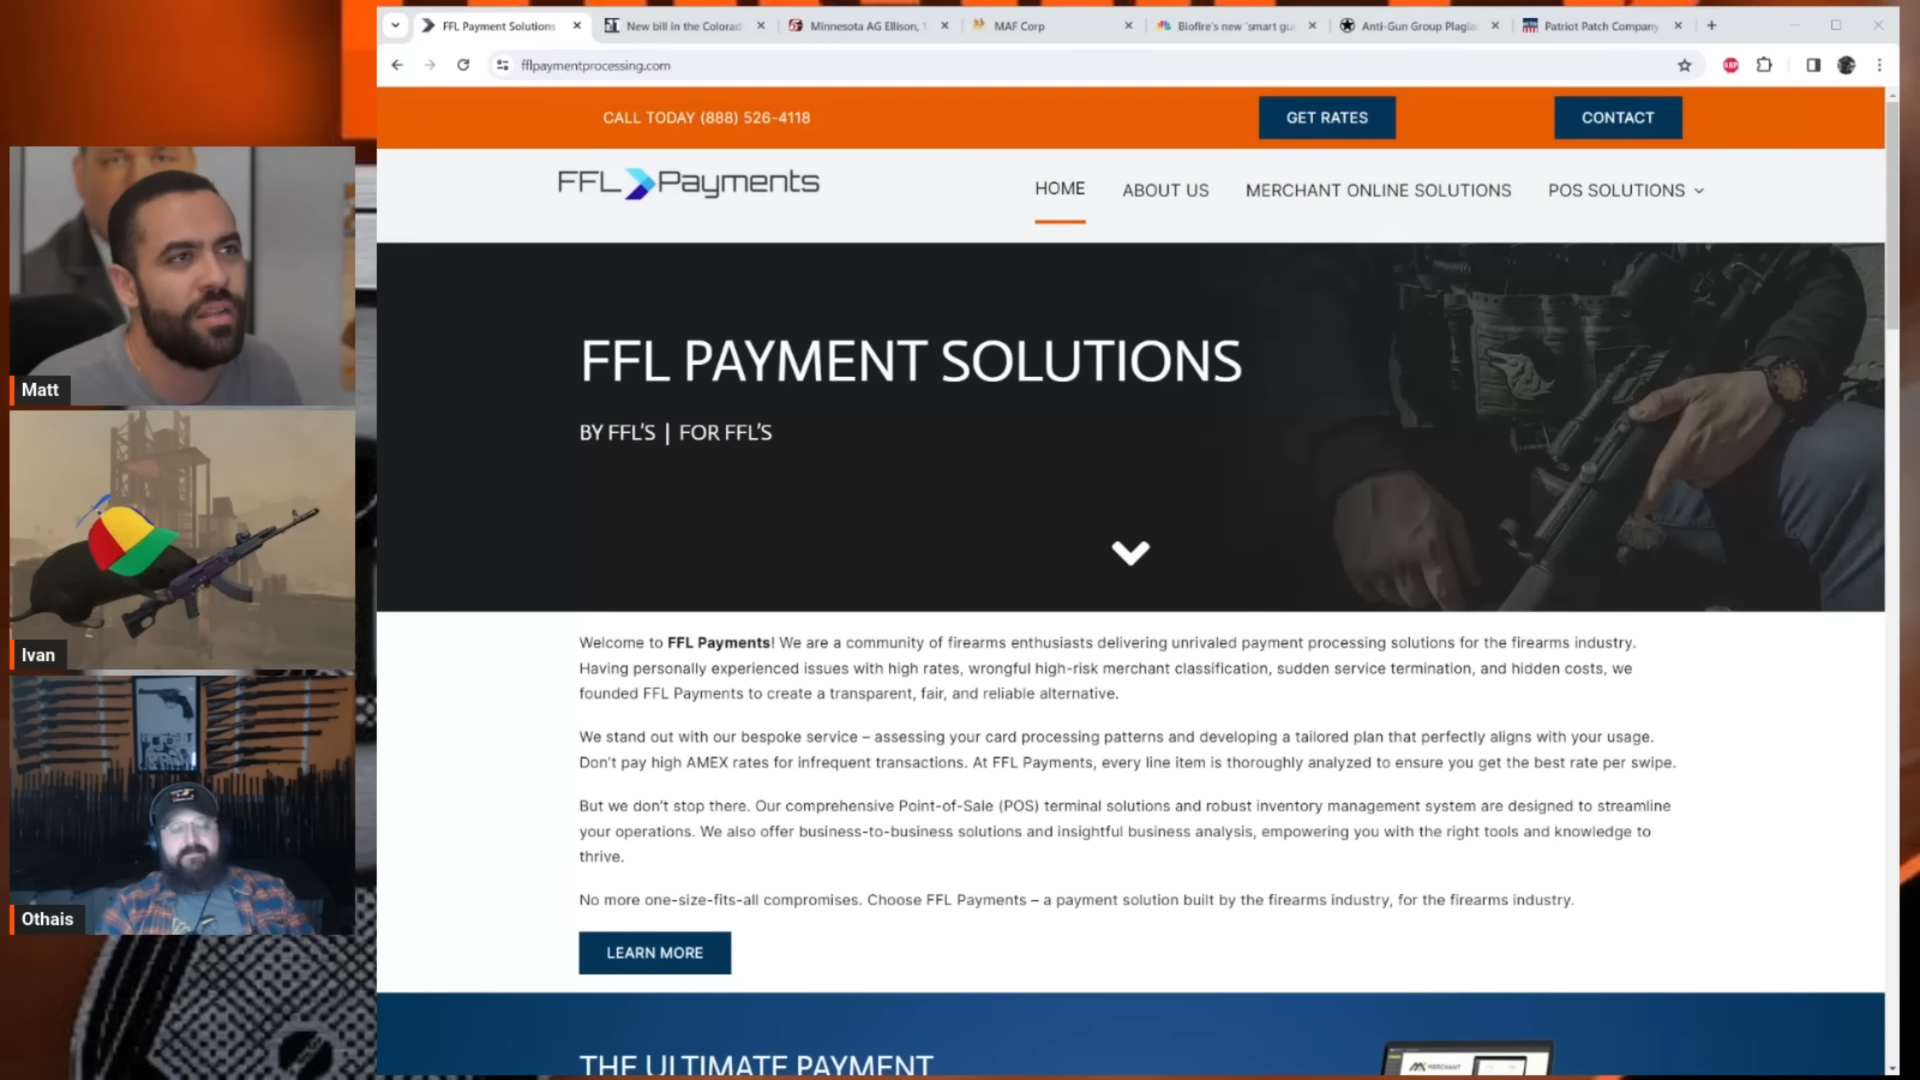 FFL Payment Solutions
New bill in the Colorad
Minnesota AG Ellison, 1
MAF Corp
Biofire's new 'smart gu
Anti-Gun Group Plagiar
Patriot Patch Company
fflpaymentprocessing.com
ABP
CALL TODAY (888) 526-4118
GET RATES
CONTACT
FFL Payments
HOME
ABOUT US
MERCHANT ONLINE SOLUTIONS
POS SOLUTIONS
FFL PAYMENT SOLUTIONS
BY FFL'S | FOR FFL'S
Welcome to FFL Payments! We are a community of firearms enthusiasts delivering unrivaled payment processing solutions for the firearms industry.
Having personally experienced issues with high rates, wrongful high-risk merchant classification, sudden service termination, and hidden costs, we
founded FFL Payments to create a transparent, fair, and reliable alternative.
We stand out with our bespoke service – assessing your card processing patterns and developing a tailored plan that perfectly aligns with your usage.
Don't pay high AMEX rates for infrequent transactions. At FFL Payments, every line item is thoroughly analyzed to ensure you get the best rate per swipe.
But we don't stop there. Our comprehensive Point-of-Sale (POS) terminal solutions and robust inventory management system are designed to streamline
your operations. We also offer business-to-business solutions and insightful business analysis, empowering you with the right tools and knowledge to
thrive.
No more one-size-fits-all compromises. Choose FFL Payments – a payment solution built by the firearms industry, for the firearms industry.
LEARN MORE
THE ULTIMATE PAYMENT
MERCHANT
Matt
Ivan
Othais